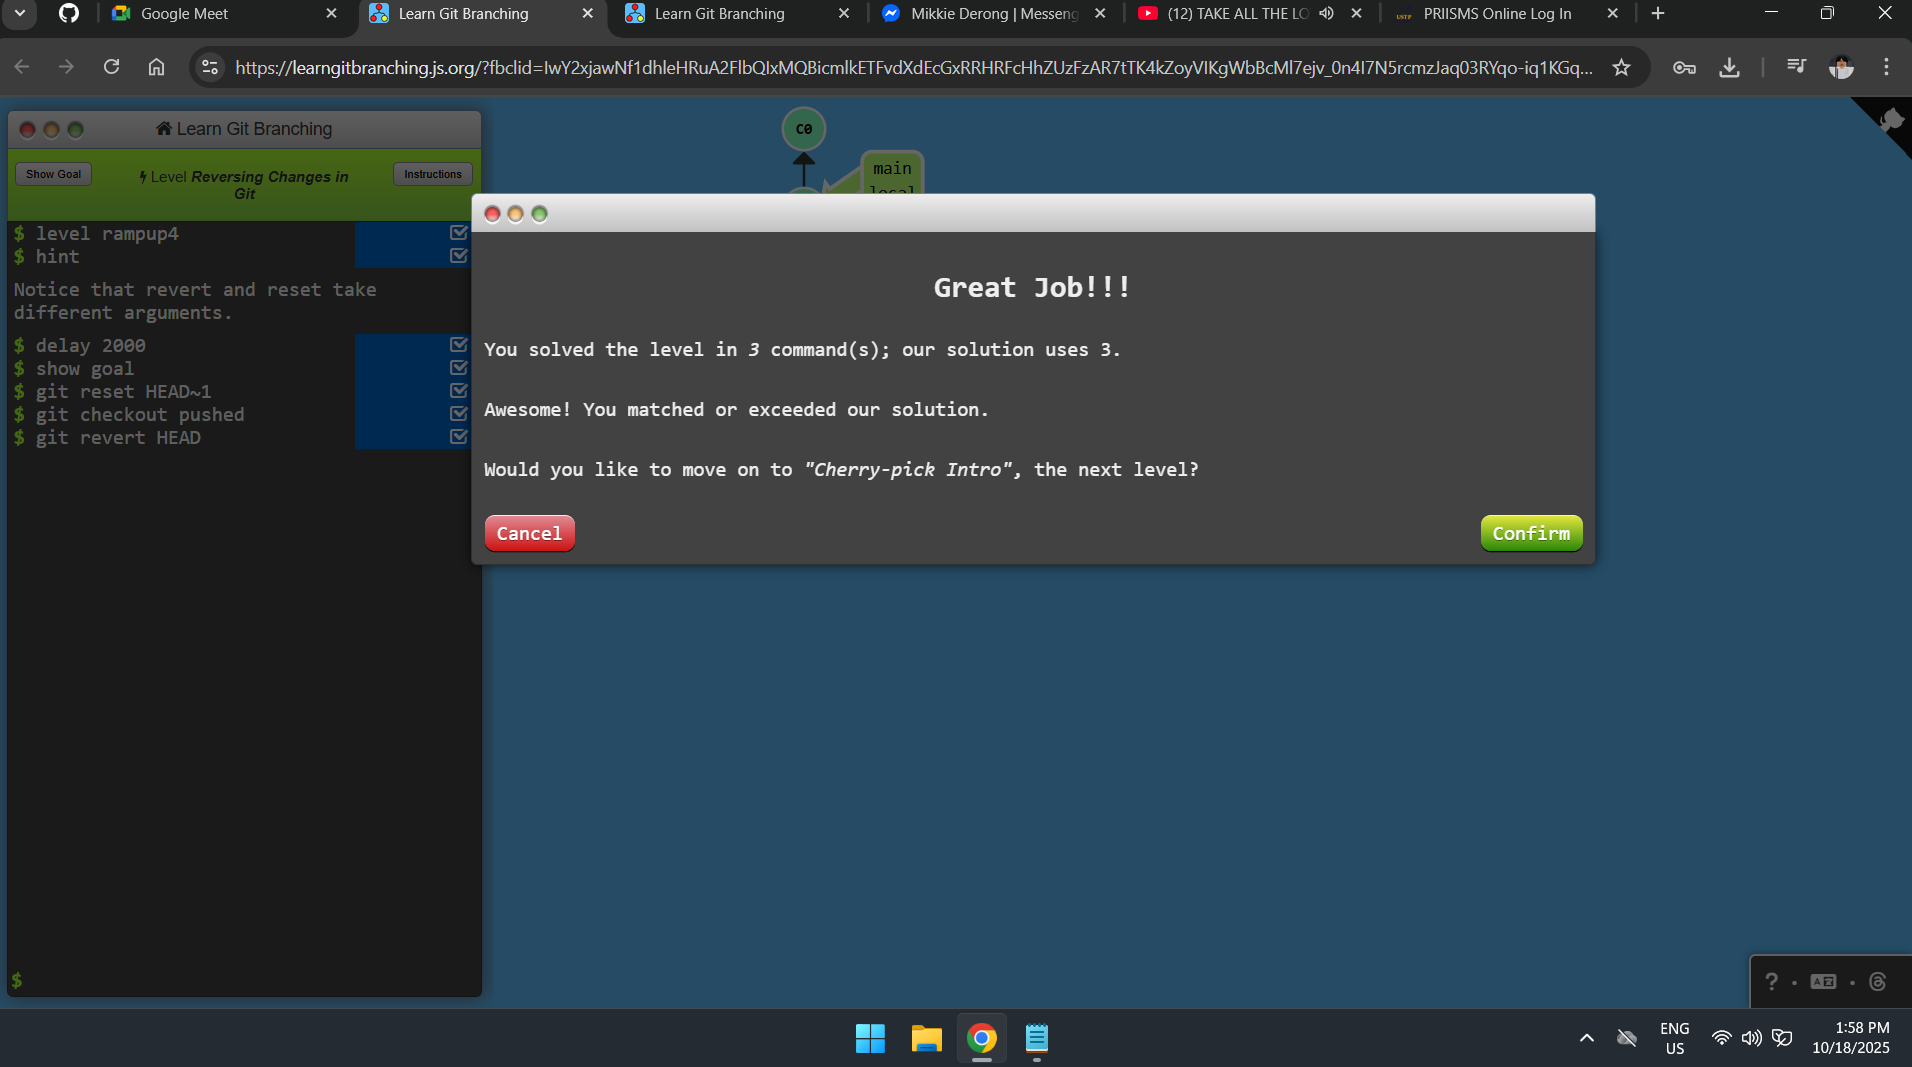 Google Meet
Learn Git Branching
Learn Git Branching
Mikkie Derong | Messeng
(12) TAKE ALL THE LO
USTP
PRIISMS Online Log In
https://learngitbranching.js.org/?fbclid=IwY2xjawNf1dhleHRuA2FlbQIxMQBicmlkETFvdXdEcGxRRHRFcHhZUzFzAR7tTK4kZoyVIKgWbBcMl7ejv_0n4I7N5rcmzJaq03RYqo-iq1KGq...
Learn Git Branching
Show Goal
Level Reversing Changes in
Git
Instructions
$ level rampup4
$ hint
Notice that revert and reset take
different arguments.
$ delay 2000
$ show goal
$ git reset HEAD~1
$ git checkout pushed
$ git revert HEAD
$
C0
main
local
Great Job!!!
You solved the level in 3 command(s); our solution uses 3.
Awesome! You matched or exceeded our solution.
Would you like to move on to "Cherry-pick Intro", the next level?
Cancel
Confirm
?
ENG
US
1:58 PM
10/18/2025